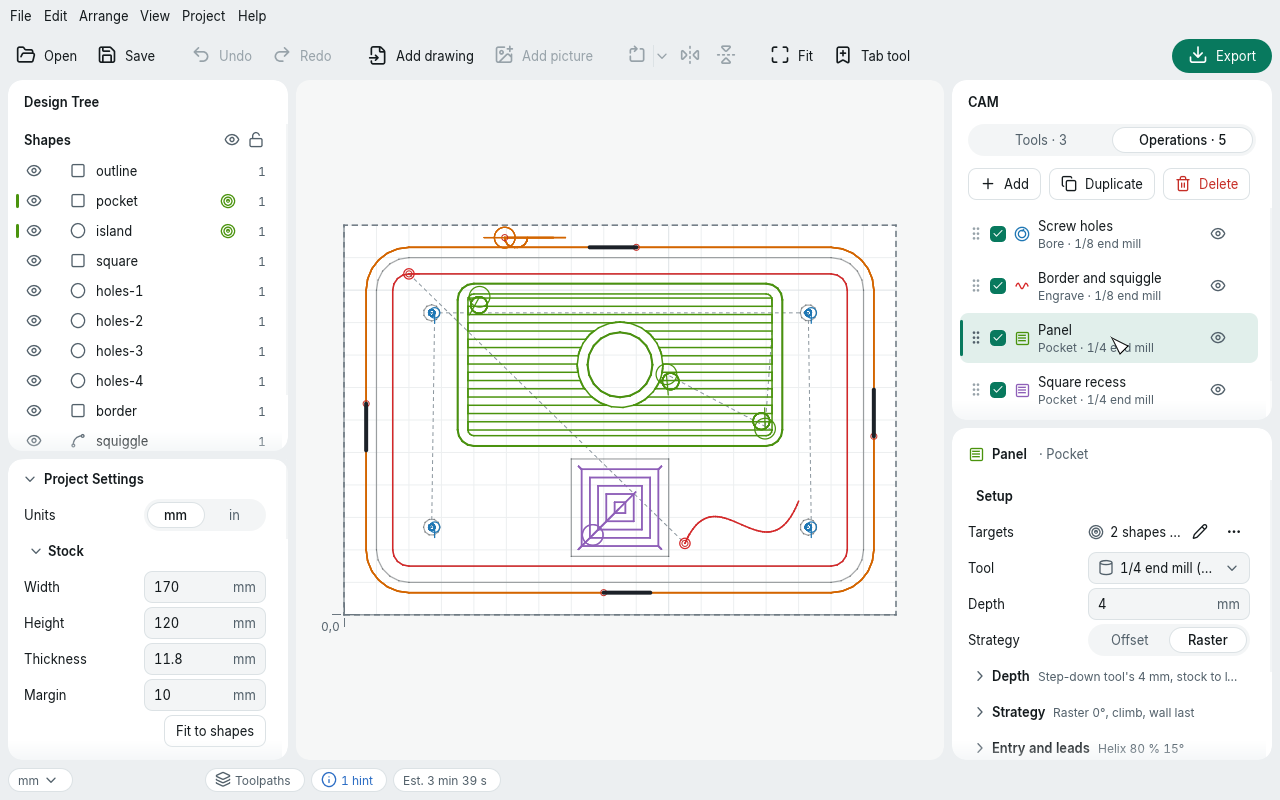 File Edit Arrange View Project Help
Open Save Undo Redo Add drawing Add picture Fit Tab tool Export
Design Tree
Shapes
outline 1
pocket 1
island 1
square 1
holes-1 1
holes-2 1
holes-3 1
holes-4 1
border 1
squiggle 1
Project Settings
Units mm in
Stock
Width 170 mm
Height 120 mm
Thickness 11.8 mm
Margin 10 mm
Fit to shapes
0,0
CAM
Tools · 3 Operations · 5
Add Duplicate Delete
Screw holes
Bore · 1/8 end mill
Border and squiggle
Engrave · 1/8 end mill
Panel
Pocket · 1/4 end mill
Square recess
Pocket · 1/4 end mill
Panel · Pocket
Setup
Targets 2 shapes ...
Tool 1/4 end mill (...
Depth 4 mm
Strategy Offset Raster
Depth Step-down tool's 4 mm, stock to l...
Strategy Raster 0°, climb, wall last
Entry and leads Helix 80 % 15°
mm Toolpaths 1 hint Est. 3 min 39 s